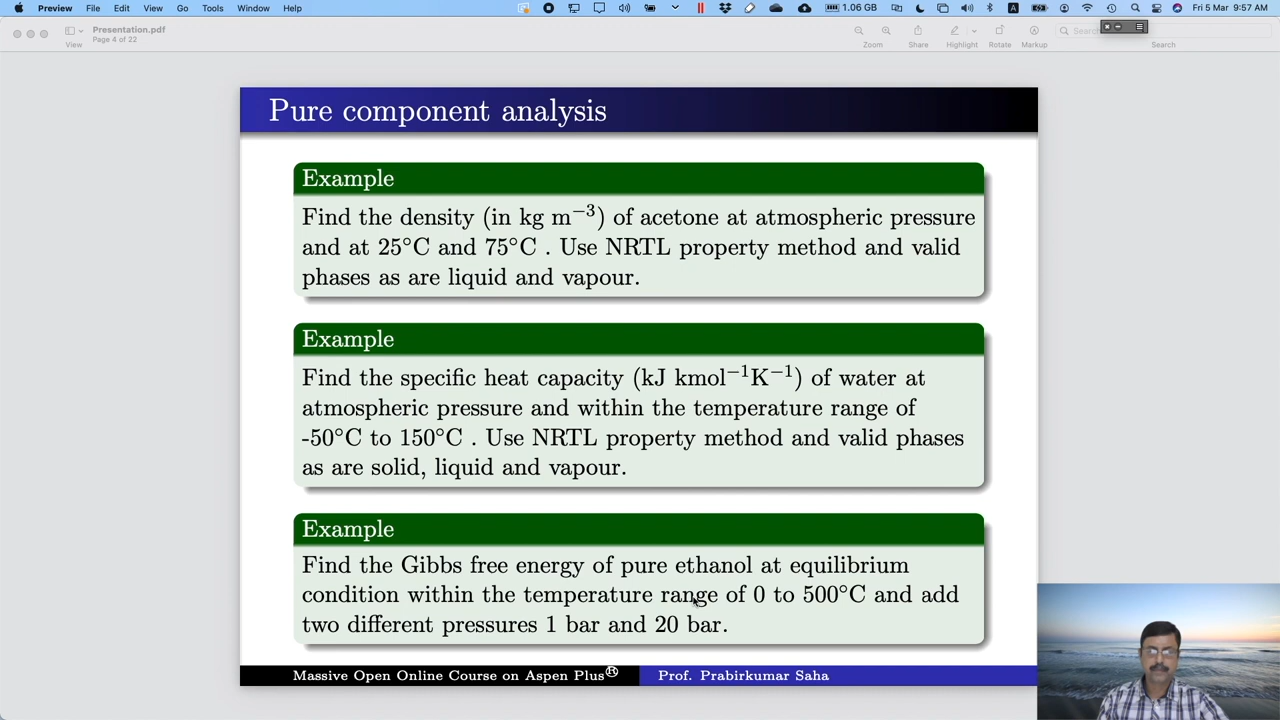 Preview File Edit View Go Tools Window Help 1.06 GB A Fri 5 Mar 9:57 AM
Presentation.pdf
Page 4 of 22
View Zoom Share Highlight Rotate Markup Search
Pure component analysis
Example
Find the density (in kg m⁻³) of acetone at atmospheric pressure
and at 25°C and 75°C . Use NRTL property method and valid
phases as are liquid and vapour.
Example
Find the specific heat capacity (kJ kmol⁻¹K⁻¹) of water at
atmospheric pressure and within the temperature range of
-50°C to 150°C . Use NRTL property method and valid phases
as are solid, liquid and vapour.
Example
Find the Gibbs free energy of pure ethanol at equilibrium
condition within the temperature range of 0 to 500°C and add
two different pressures 1 bar and 20 bar.
Massive Open Online Course on Aspen Plus® Prof. Prabirkumar Saha